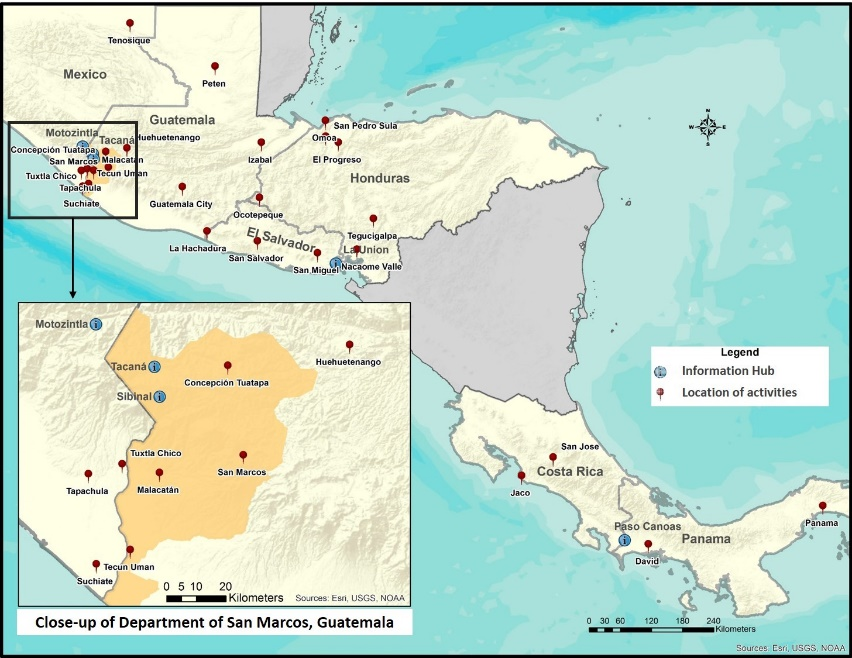 Tenosique
Mexico
Peten
Guatemala
Motozintla
Tacaná
Huehuetenango
Concepción Tuatapa
San Marcos
Malacatán
Tuxtla Chico
Tecun Uman
Tapachula
Suchiate
Guatemala City
Izabal
San Pedro Sula
Omoa
El Progreso
Honduras
Ocotepeque
Tegucigalpa
La Hachadura
El Salvador
San Salvador
La Union
San Miguel
Nacaome Valle
N
W
E
S
Legend
Information Hub
Location of activities
Motozintla
Tacaná
Sibinal
Concepción Tuatapa
Huehuetenango
Tuxtla Chico
Tapachula
Malacatán
San Marcos
Tecun Uman
Suchiate
0 5 10 20
Kilometers
Sources: Esri, USGS, NOAA
Close-up of Department of San Marcos, Guatemala
San Jose
Costa Rica
Jaco
Paso Canoas
Panama
David
Panama
0 30 60 120 180 240
Kilometers
Sources: Esri, USGS, NOAA